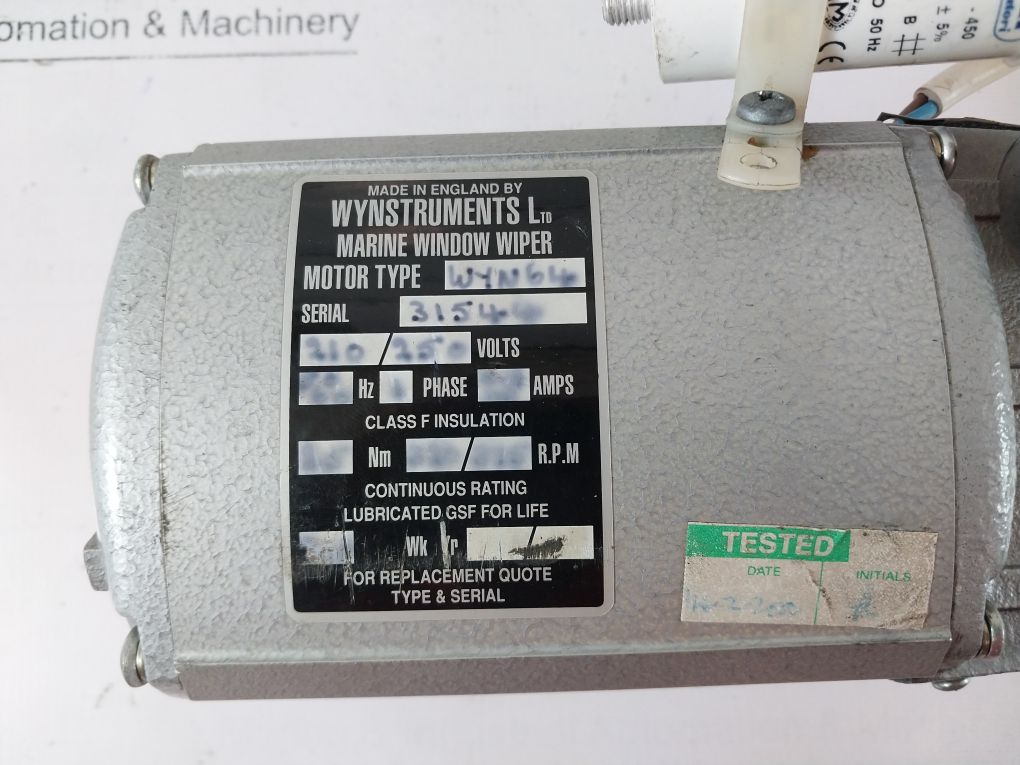 omation & Machinery
- 450
± 5%
B
50 Hz
CE
MADE IN ENGLAND BY
WYNSTRUMENTS LTD
MARINE WINDOW WIPER
MOTOR TYPE WYN64
SERIAL 31546
210 / 250 VOLTS
Hz 1 PHASE AMPS
CLASS F INSULATION
Nm / R.P.M
CONTINUOUS RATING
LUBRICATED GSF FOR LIFE
Wk Yr /
FOR REPLACEMENT QUOTE
TYPE & SERIAL
TESTED
DATE INITIALS